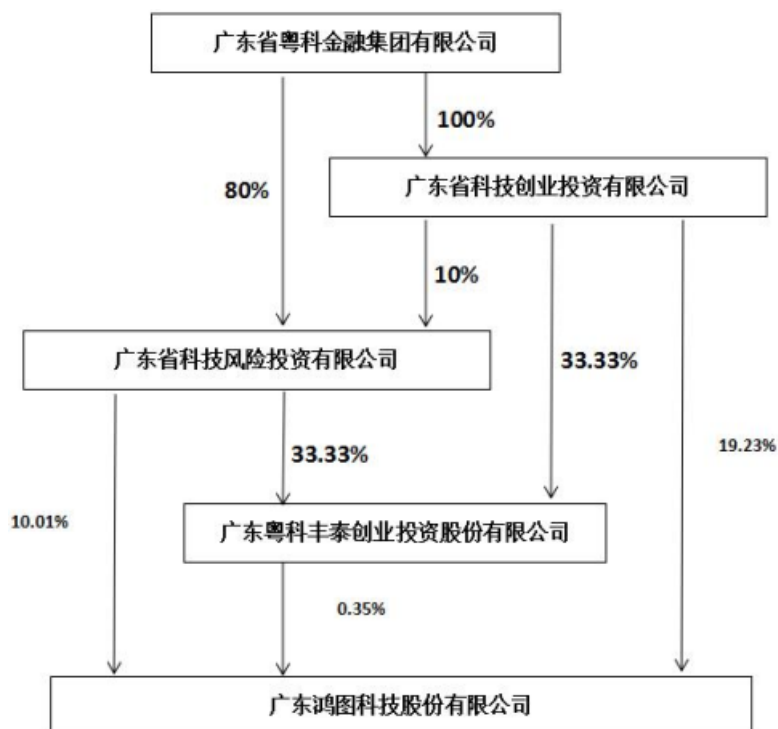 广东省粤科金融集团有限公司
100%
80%
广东省科技创业投资有限公司
10%
广东省科技风险投资有限公司
33.33%
19.23%
33.33%
10.01%
广东粤科丰泰创业投资股份有限公司
0.35%
广东鸿图科技股份有限公司